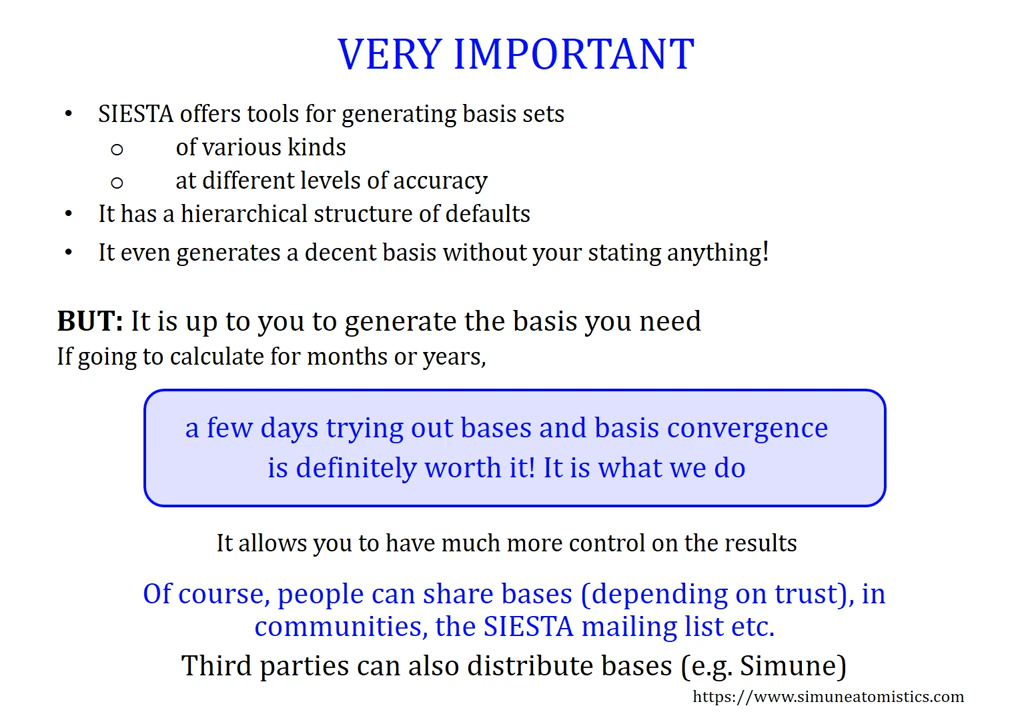 VERY IMPORTANT
• SIESTA offers tools for generating basis sets
o of various kinds
o at different levels of accuracy
• It has a hierarchical structure of defaults
• It even generates a decent basis without your stating anything!
BUT: It is up to you to generate the basis you need
If going to calculate for months or years,
a few days trying out bases and basis convergence
is definitely worth it! It is what we do
It allows you to have much more control on the results
Of course, people can share bases (depending on trust), in
communities, the SIESTA mailing list etc.
Third parties can also distribute bases (e.g. Simune)
https://www.simuneatomistics.com